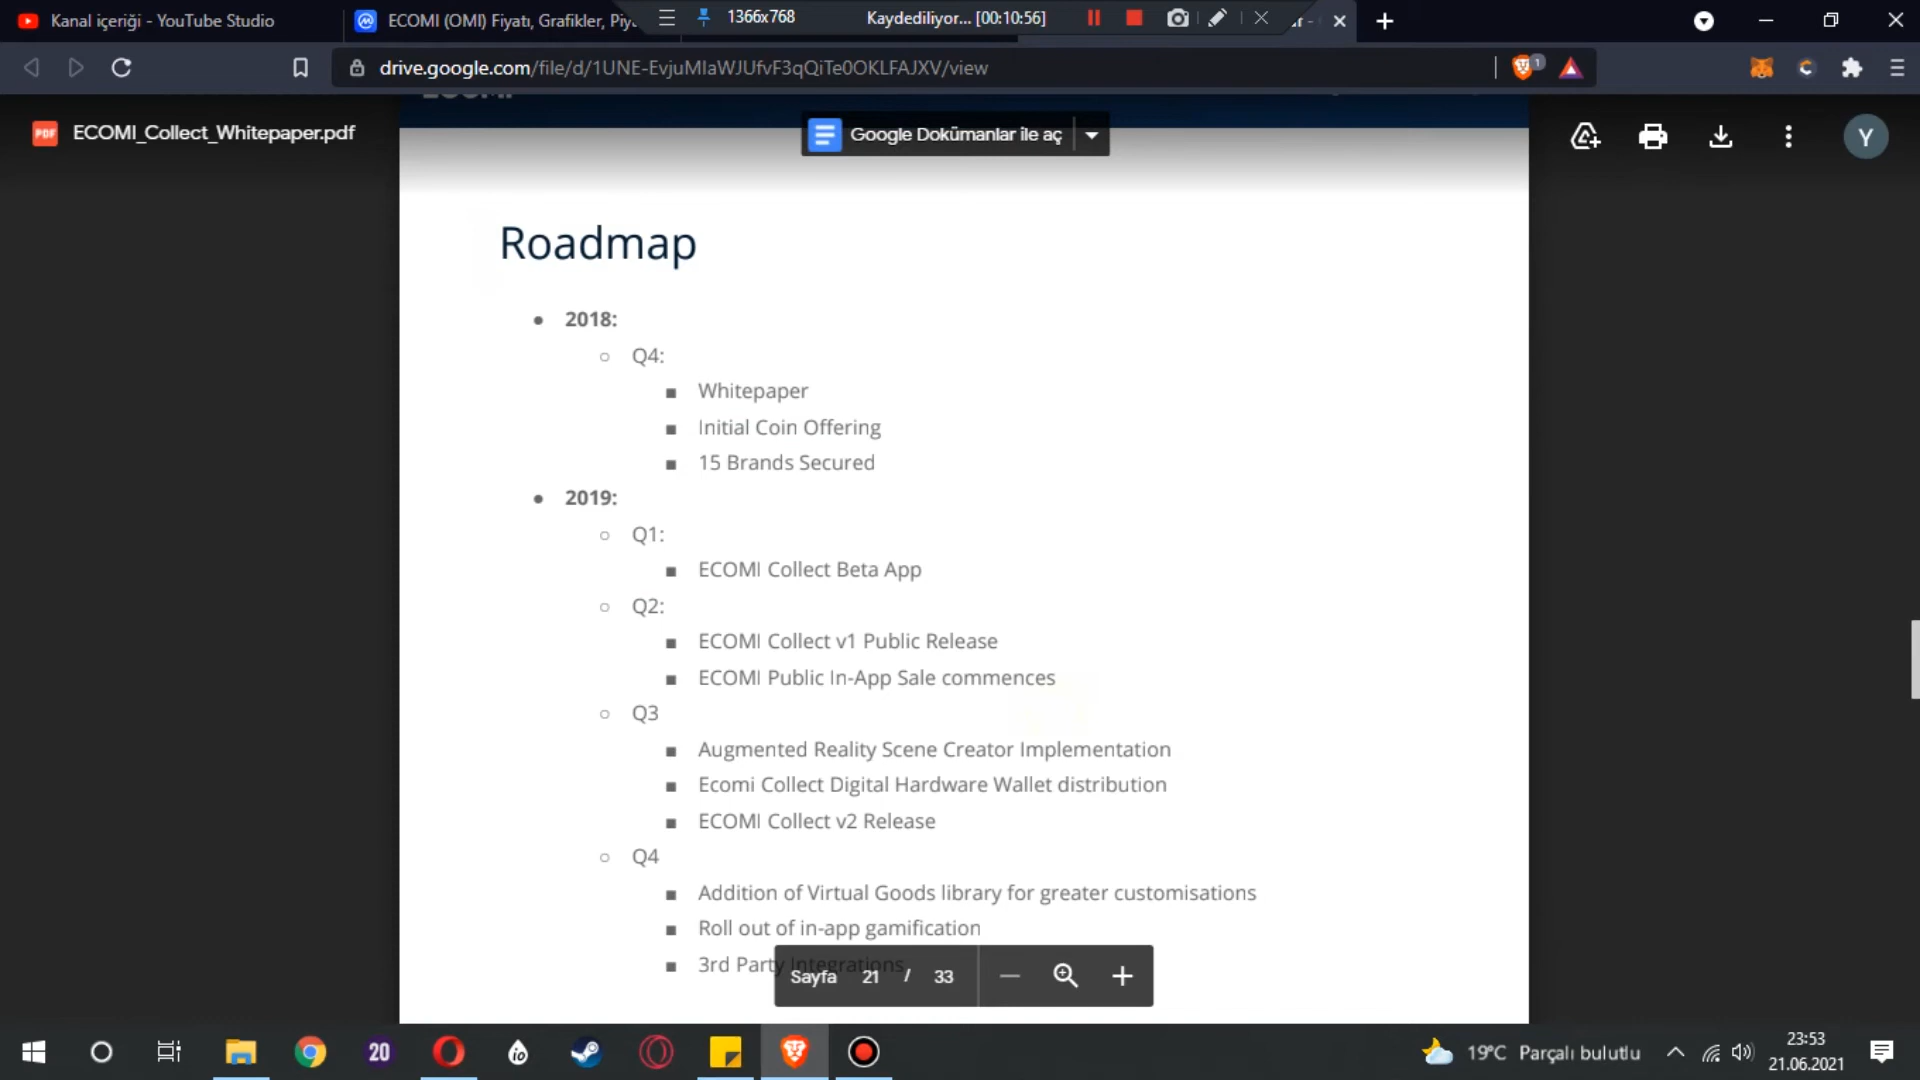 Kanal içeriği - YouTube Studio
ECOMI (OMI) Fiyatı, Grafikler, Piy
1366x768
Kaydediliyor... [00:10:56]
drive.google.com/file/d/1UNE-EvjuMlaWJUfvF3qQiTe0OKLFAJXV/view
1
PDF
ECOMI_Collect_Whitepaper.pdf
ECOMI
Google Dokümanlar ile aç
Y
Roadmap
2018:
Q4:
Whitepaper
Initial Coin Offering
15 Brands Secured
2019:
Q1:
ECOMI Collect Beta App
Q2:
ECOMI Collect v1 Public Release
ECOMI Public In-App Sale commences
Q3
Augmented Reality Scene Creator Implementation
Ecomi Collect Digital Hardware Wallet distribution
ECOMI Collect v2 Release
Q4
Addition of Virtual Goods library for greater customisations
Roll out of in-app gamification
3rd Party Integrations
Sayfa 21 / 33
20
io
19°C Parçalı bulutlu
23:53
21.06.2021